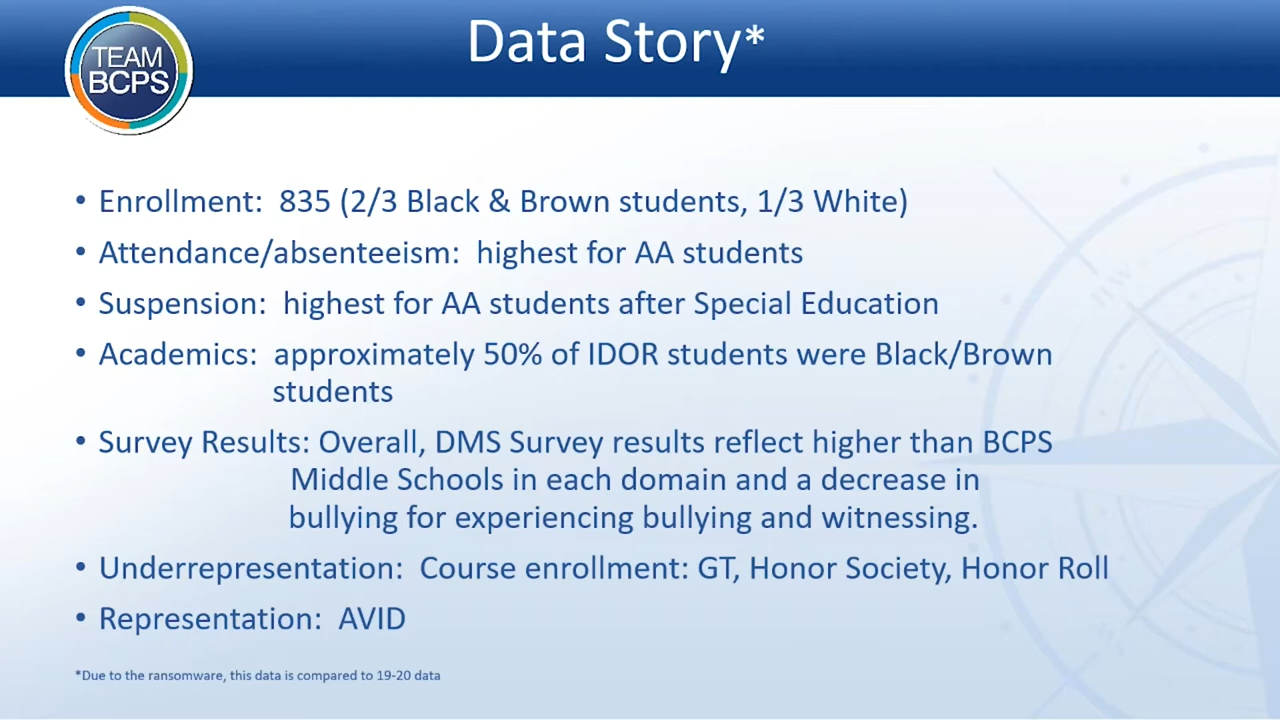 TEAM
BCPS
Data Story*
• Enrollment: 835 (2/3 Black & Brown students, 1/3 White)
• Attendance/absenteeism: highest for AA students
• Suspension: highest for AA students after Special Education
• Academics: approximately 50% of IDOR students were Black/Brown
students
• Survey Results: Overall, DMS Survey results reflect higher than BCPS
Middle Schools in each domain and a decrease in
bullying for experiencing bullying and witnessing.
• Underrepresentation: Course enrollment: GT, Honor Society, Honor Roll
• Representation: AVID
*Due to the ransomware, this data is compared to 19-20 data